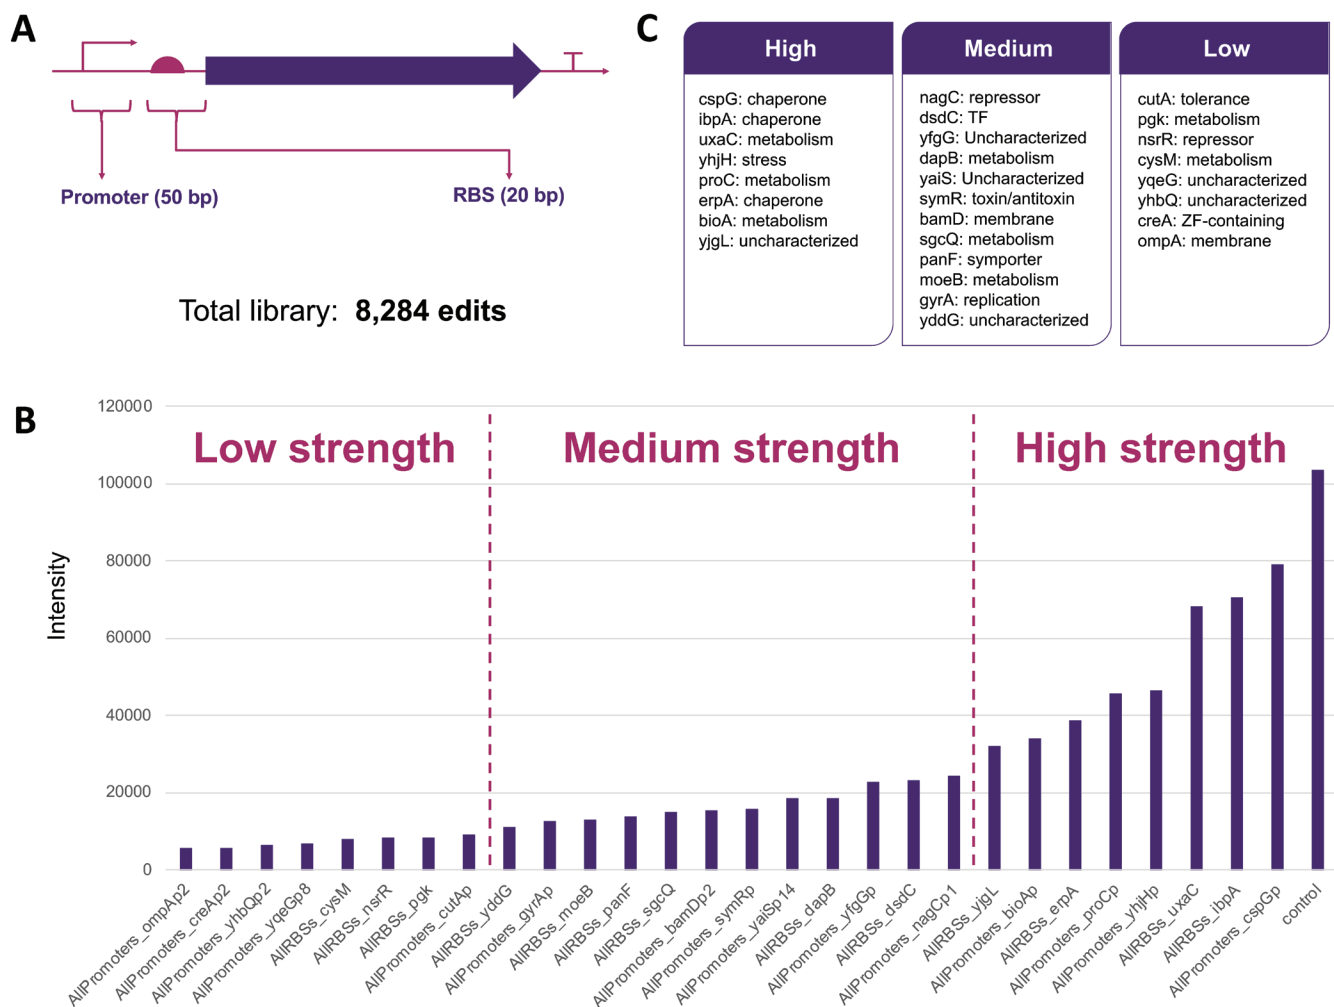 A
Promoter (50 bp)
RBS (20 bp)
Total library: 8,284 edits
C
High
cspG: chaperone
ibpA: chaperone
uxaC: metabolism
yhjH: stress
proC: metabolism
erpA: chaperone
bioA: metabolism
yjgL: uncharacterized
Medium
nagC: repressor
dsdC: TF
yfgG: Uncharacterized
dapB: metabolism
yaiS: Uncharacterized
symR: toxin/antitoxin
bamD: membrane
sgcQ: metabolism
panF: symporter
moeB: metabolism
gyrA: replication
yddG: uncharacterized
Low
cutA: tolerance
pgk: metabolism
nsrR: repressor
cysM: metabolism
yqeG: uncharacterized
yhbQ: uncharacterized
creA: ZF-containing
ompA: membrane
B
Low strength
Medium strength
High strength
Intensity
120000
100000
80000
60000
40000
20000
0
AllPromoters_ompAp2
AllPromoters_creAp2
AllPromoters_yhbQp2
AllPromoters_yqeGp8
AllRBSs_cysM
AllRBSs_nsrR
AllRBSs_pgk
AllPromoters_cutAp
AllRBSs_yddG
AllPromoters_gyrAp
AllRBSs_moeB
AllRBSs_panF
AllRBSs_sgcQ
AllPromoters_bamDp2
AllPromoters_symRp
AllPromoters_yaiSp14
AllRBSs_dapB
AllPromoters_yfgGp
AllRBSs_dsdC
AllPromoters_nagCp1
AllRBSs_yjgL
AllPromoters_bioAp
AllRBSs_erpA
AllPromoters_proCp
AllPromoters_yhjHp
AllRBSs_uxaC
AllRBSs_ibpA
AllPromoters_cspGp
control